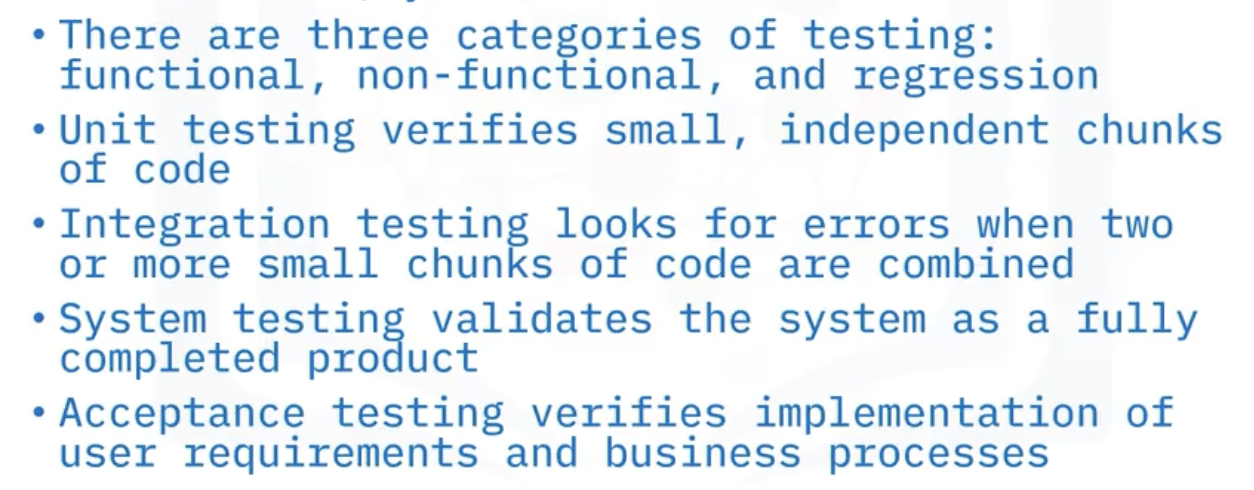 • There are three categories of testing:
functional, non-functional, and regression
• Unit testing verifies small, independent chunks
of code
• Integration testing looks for errors when two
or more small chunks of code are combined
• System testing validates the system as a fully
completed product
• Acceptance testing verifies implementation of
user requirements and business processes